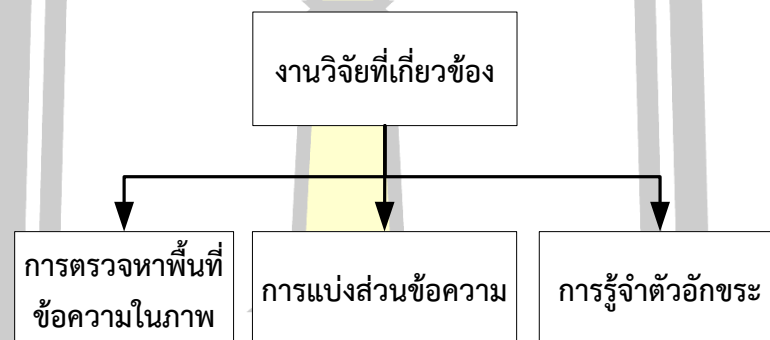 งานวิจัยที่เกี่ยวข้อง
การตรวจหาพื้นที่
ข้อความในภาพ
การแบ่งส่วนข้อความ
การรู้จำตัวอักขระ